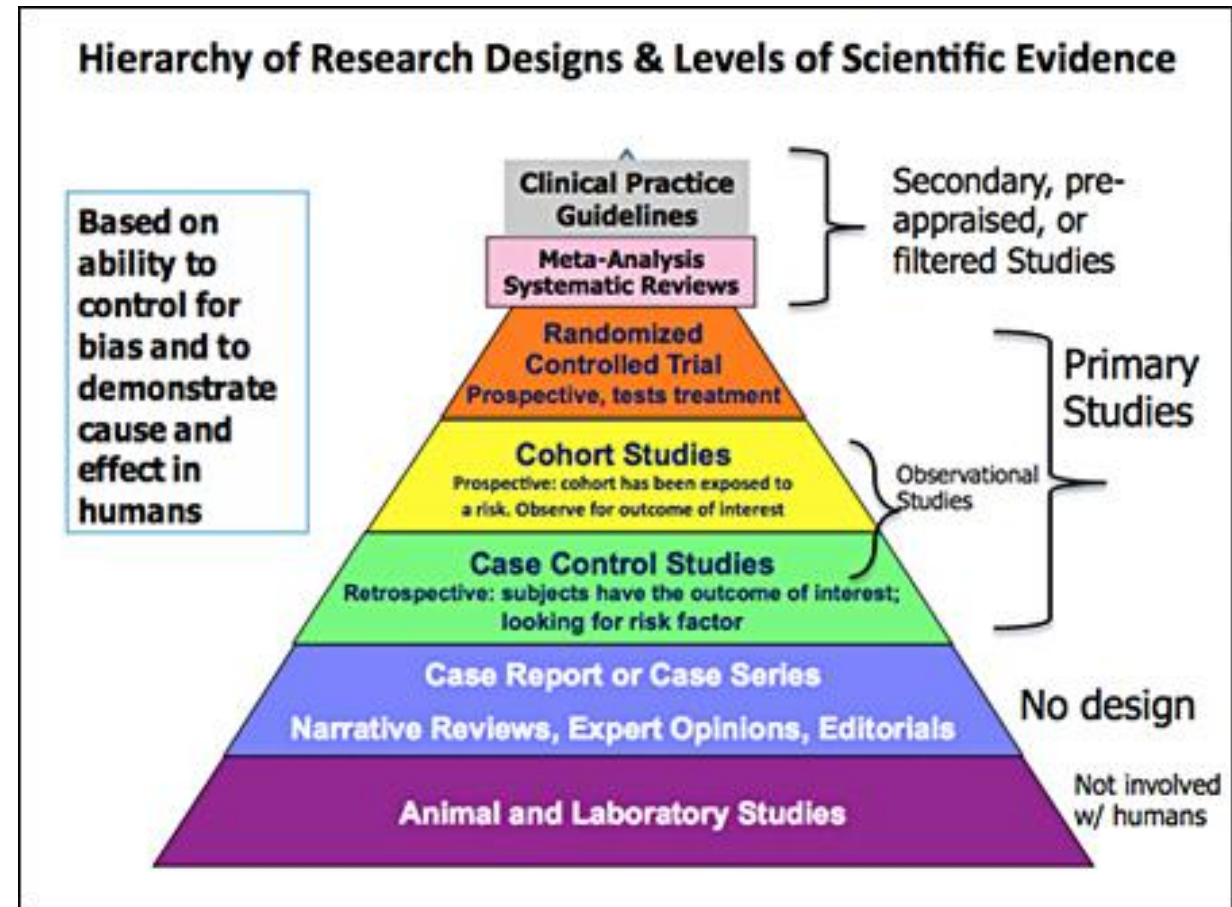 Hierarchy of Research Designs & Levels of Scientific Evidence
Based on
ability to
control for
bias and to
demonstrate
cause and
effect in
humans
Clinical Practice
Guidelines
Meta-Analysis
Systematic Reviews
Randomized
Controlled Trial
Prospective, tests treatment
Cohort Studies
Prospective: cohort has been exposed to
a risk. Observe for outcome of interest
Case Control Studies
Retrospective: subjects have the outcome of interest;
looking for risk factor
Case Report or Case Series
Narrative Reviews, Expert Opinions, Editorials
Animal and Laboratory Studies
Secondary, pre-
appraised, or
filtered Studies
Primary
Studies
Observational
Studies
No design
Not involved
w/ humans